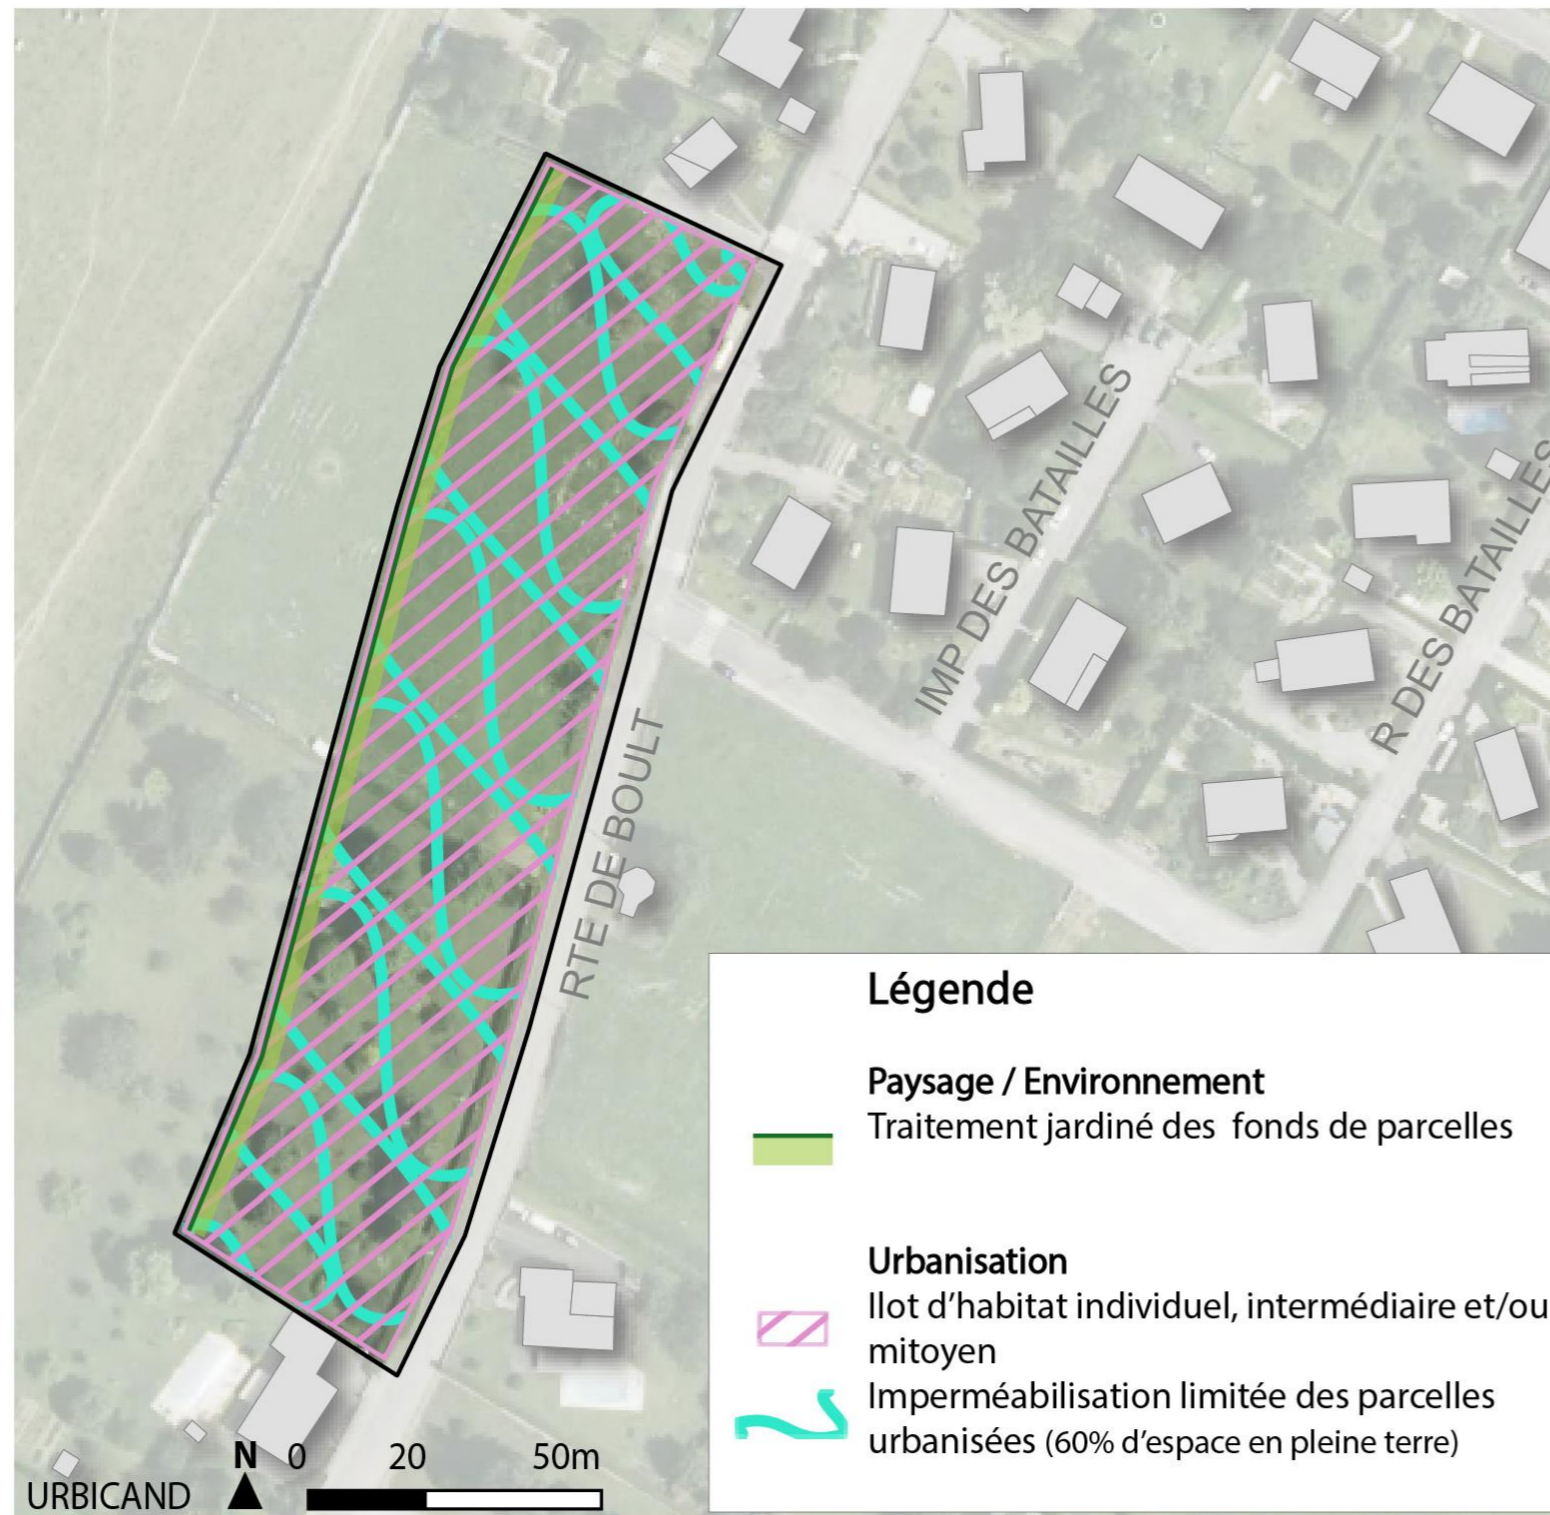 IMP DES BATAILLES
R DES BATAILLES
RTE DE BOULT
Légende
Paysage / Environnement
Traitement jardiné des fonds de parcelles
Urbanisation
Ilot d'habitat individuel, intermédiaire et/ou
mitoyen
Imperméabilisation limitée des parcelles
urbanisées (60% d'espace en pleine terre)
N 0 20 50m
URBICAND